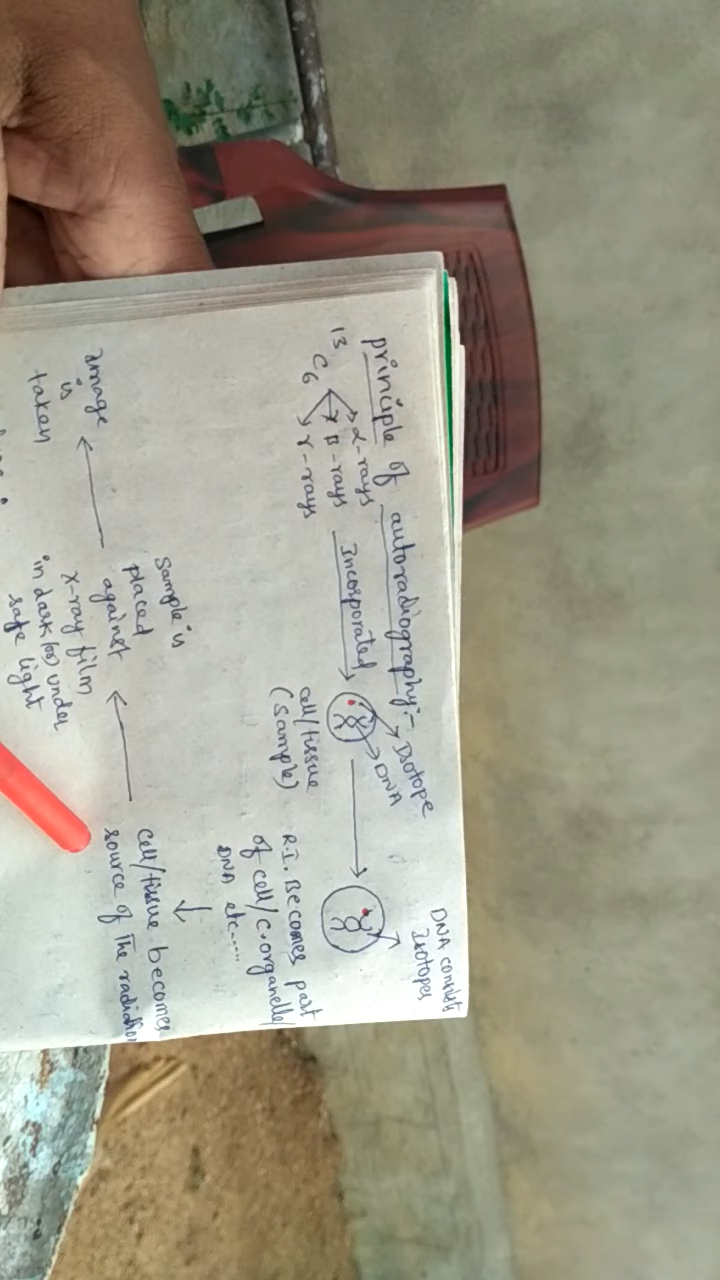 principle of autoradiography:-
13
C6
α-rays
β-rays
γ-rays
Incorporated
Isotope
DNA
cell/tissue
(sample)
DNA consists
Isotopes
R.I. Becomes part
of cell/c.organelle/
DNA etc.....
cell/tissue becomes
source of The radiation
Sample is
placed
against
x-ray film
in dark (or) under
safe light
Image
is
taken